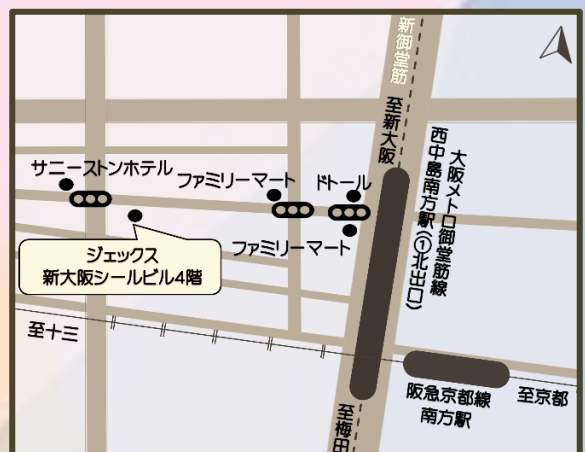 新御堂筋
至新大阪
大阪メトロ御堂筋線
西中島南方駅(①北出口)
サニーストンホテル
ファミリーマート
ドトール
ファミリーマート
ジェックス
新大阪シールビル4階
至十三
阪急京都線
南方駅
至京都
至梅田